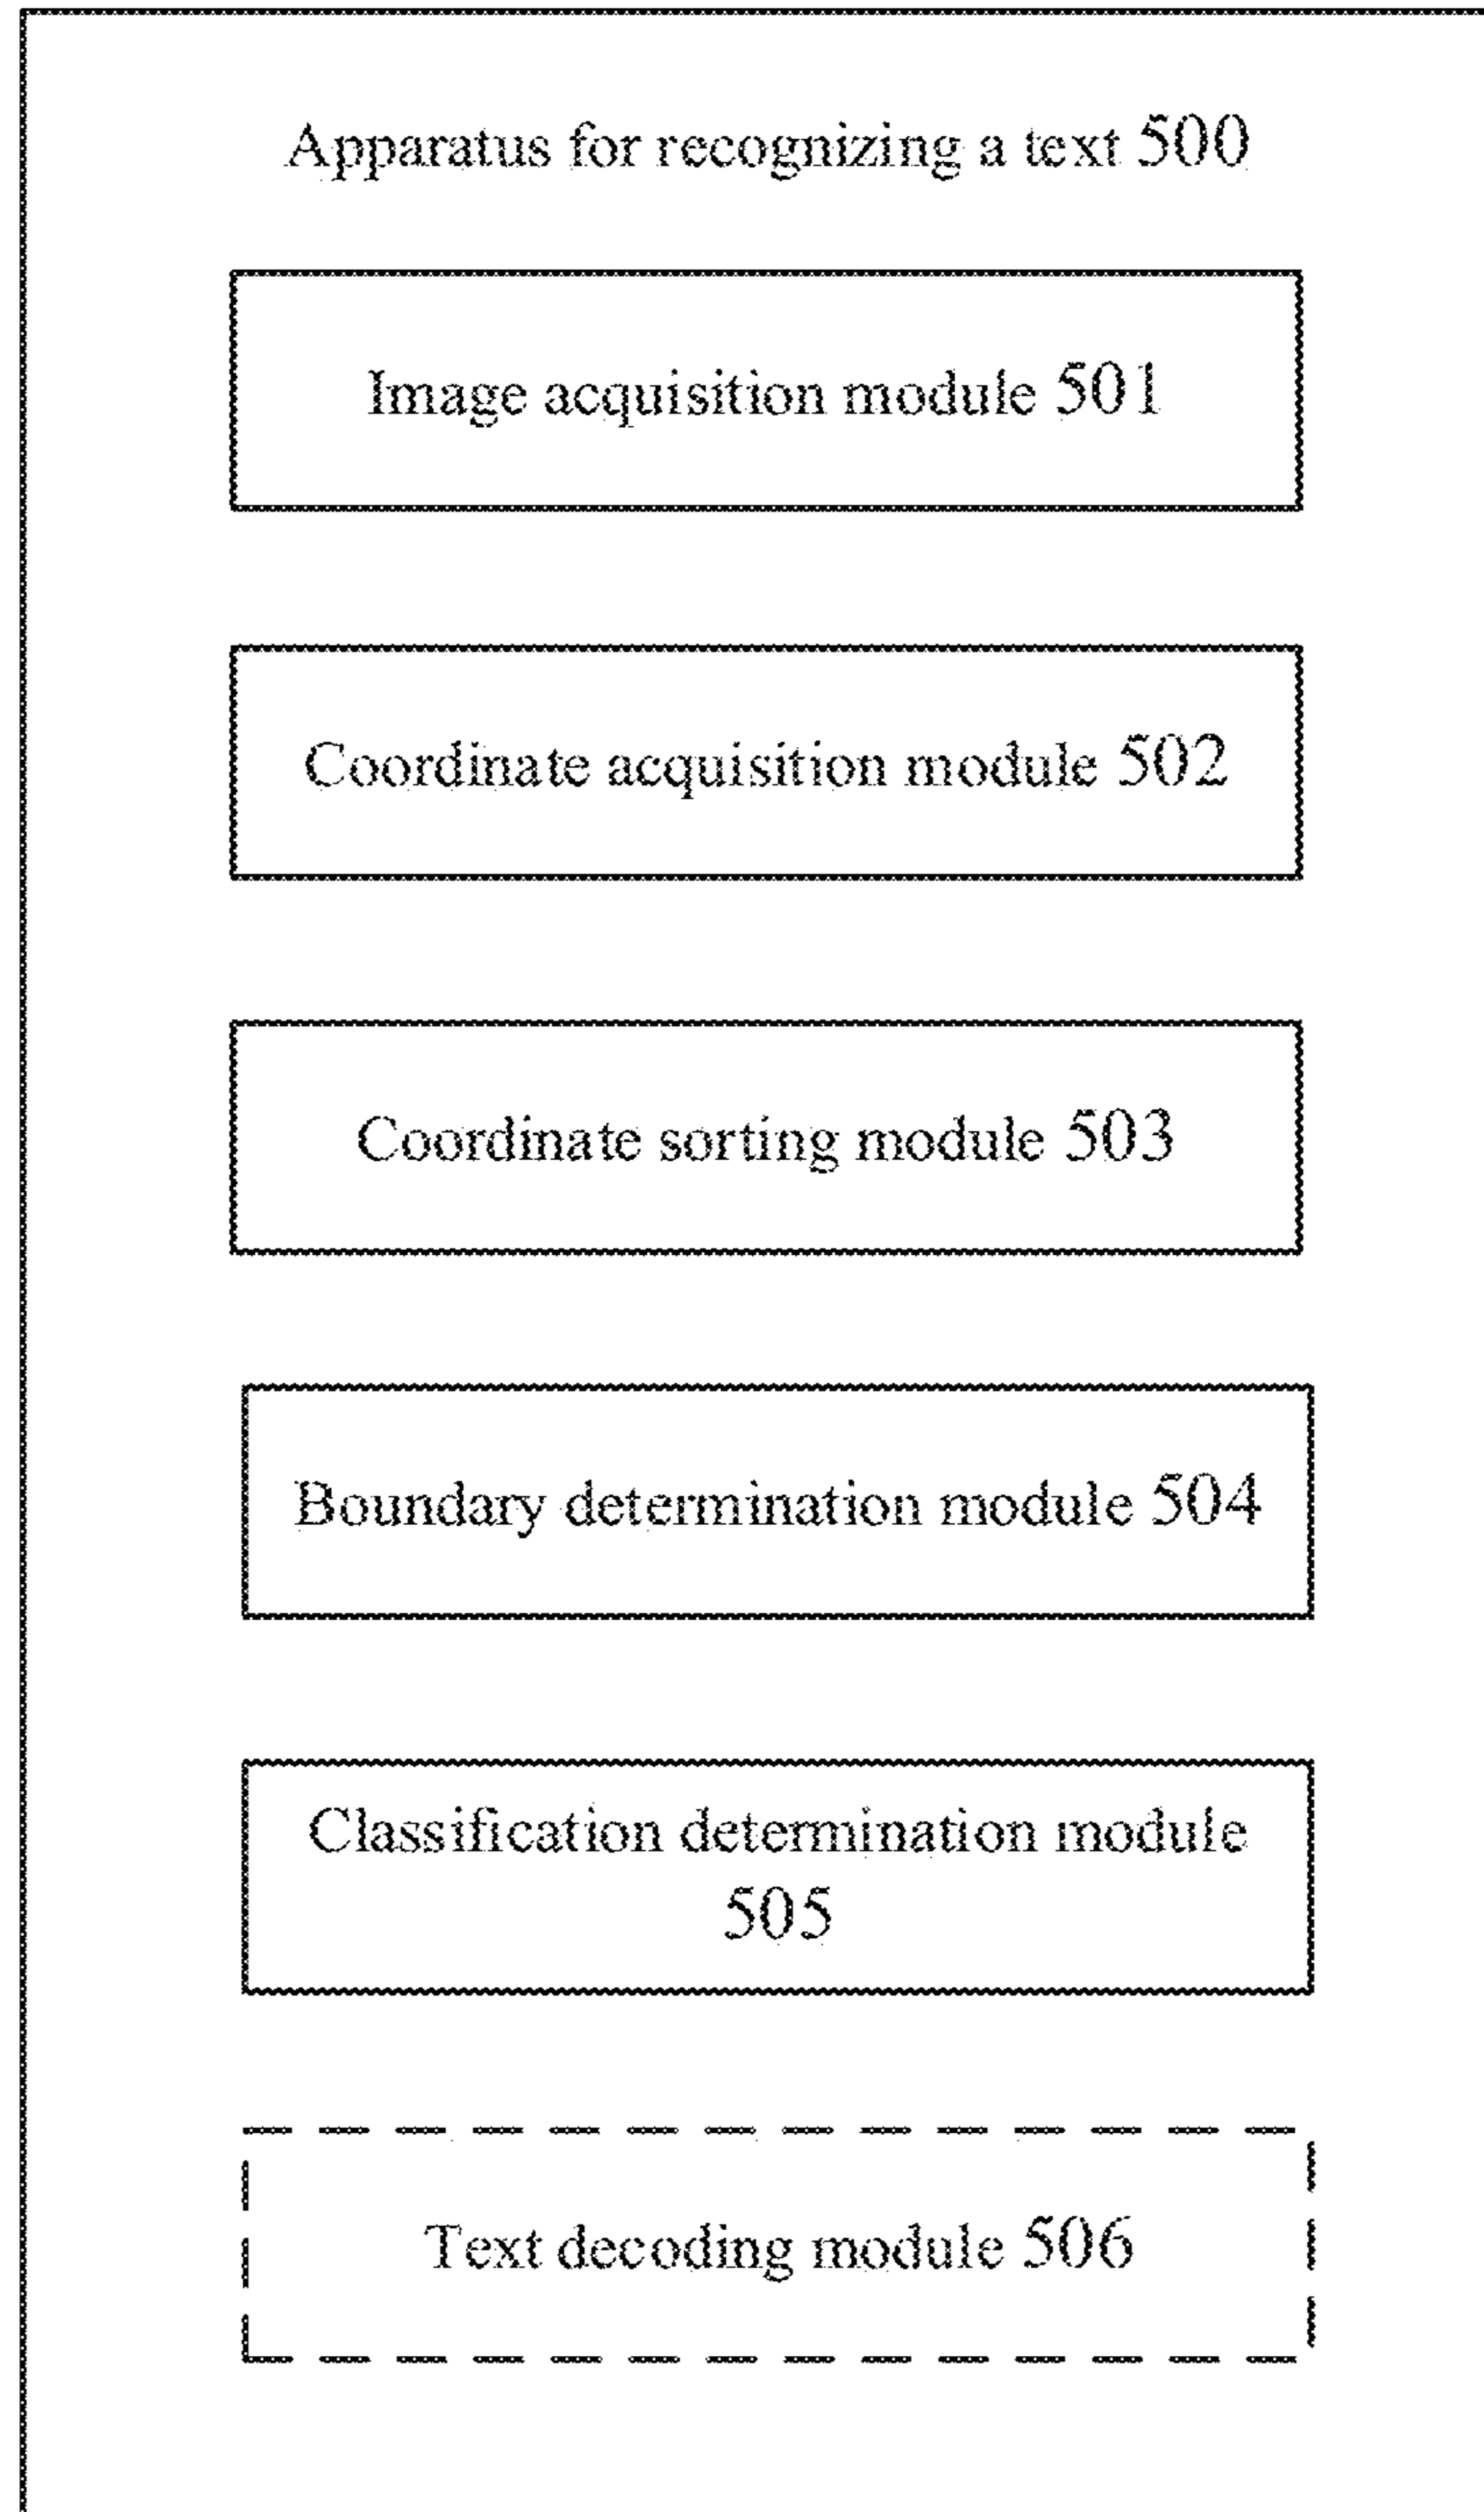 Apparatus for recognizing a text 500
Image acquisition module 501
Coordinate acquisition module 502
Coordinate sorting module 503
Boundary determination module 504
Classification determination module
505
Text decoding module 506